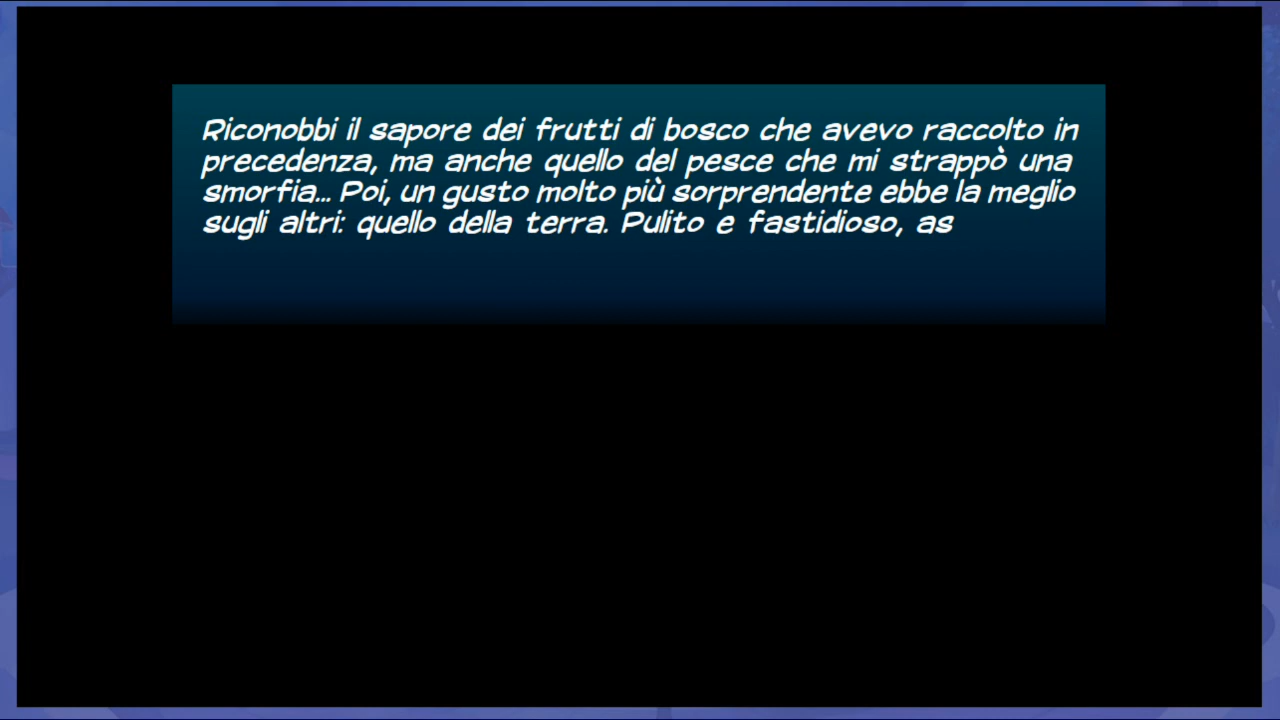 Riconobbi il sapore dei frutti di bosco che avevo raccolto in
precedenza, ma anche quello del pesce che mi strappò una
smorfia... Poi, un gusto molto più sorprendente ebbe la meglio
sugli altri: quello della terra. Pulito e fastidioso, as